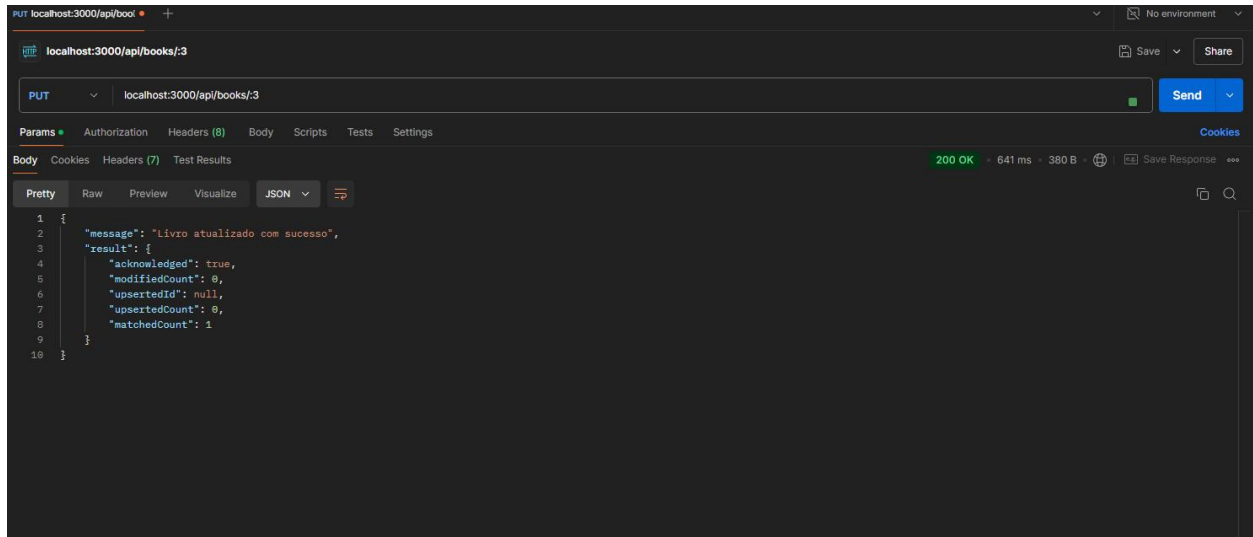 PUT localhost:3000/api/bool
No environment
HTTP localhost:3000/api/books/:3
Save Share
PUT localhost:3000/api/books/:3
Send
Params Authorization Headers (8) Body Scripts Tests Settings
Cookies
Body Cookies Headers (7) Test Results
200 OK 641 ms 380 B e.g. Save Response
Pretty Raw Preview Visualize JSON
1 {
2 "message": "Livro atualizado com sucesso",
3 "result": {
4 "acknowledged": true,
5 "modifiedCount": 0,
6 "upsertedId": null,
7 "upsertedCount": 0,
8 "matchedCount": 1
9 }
10 }